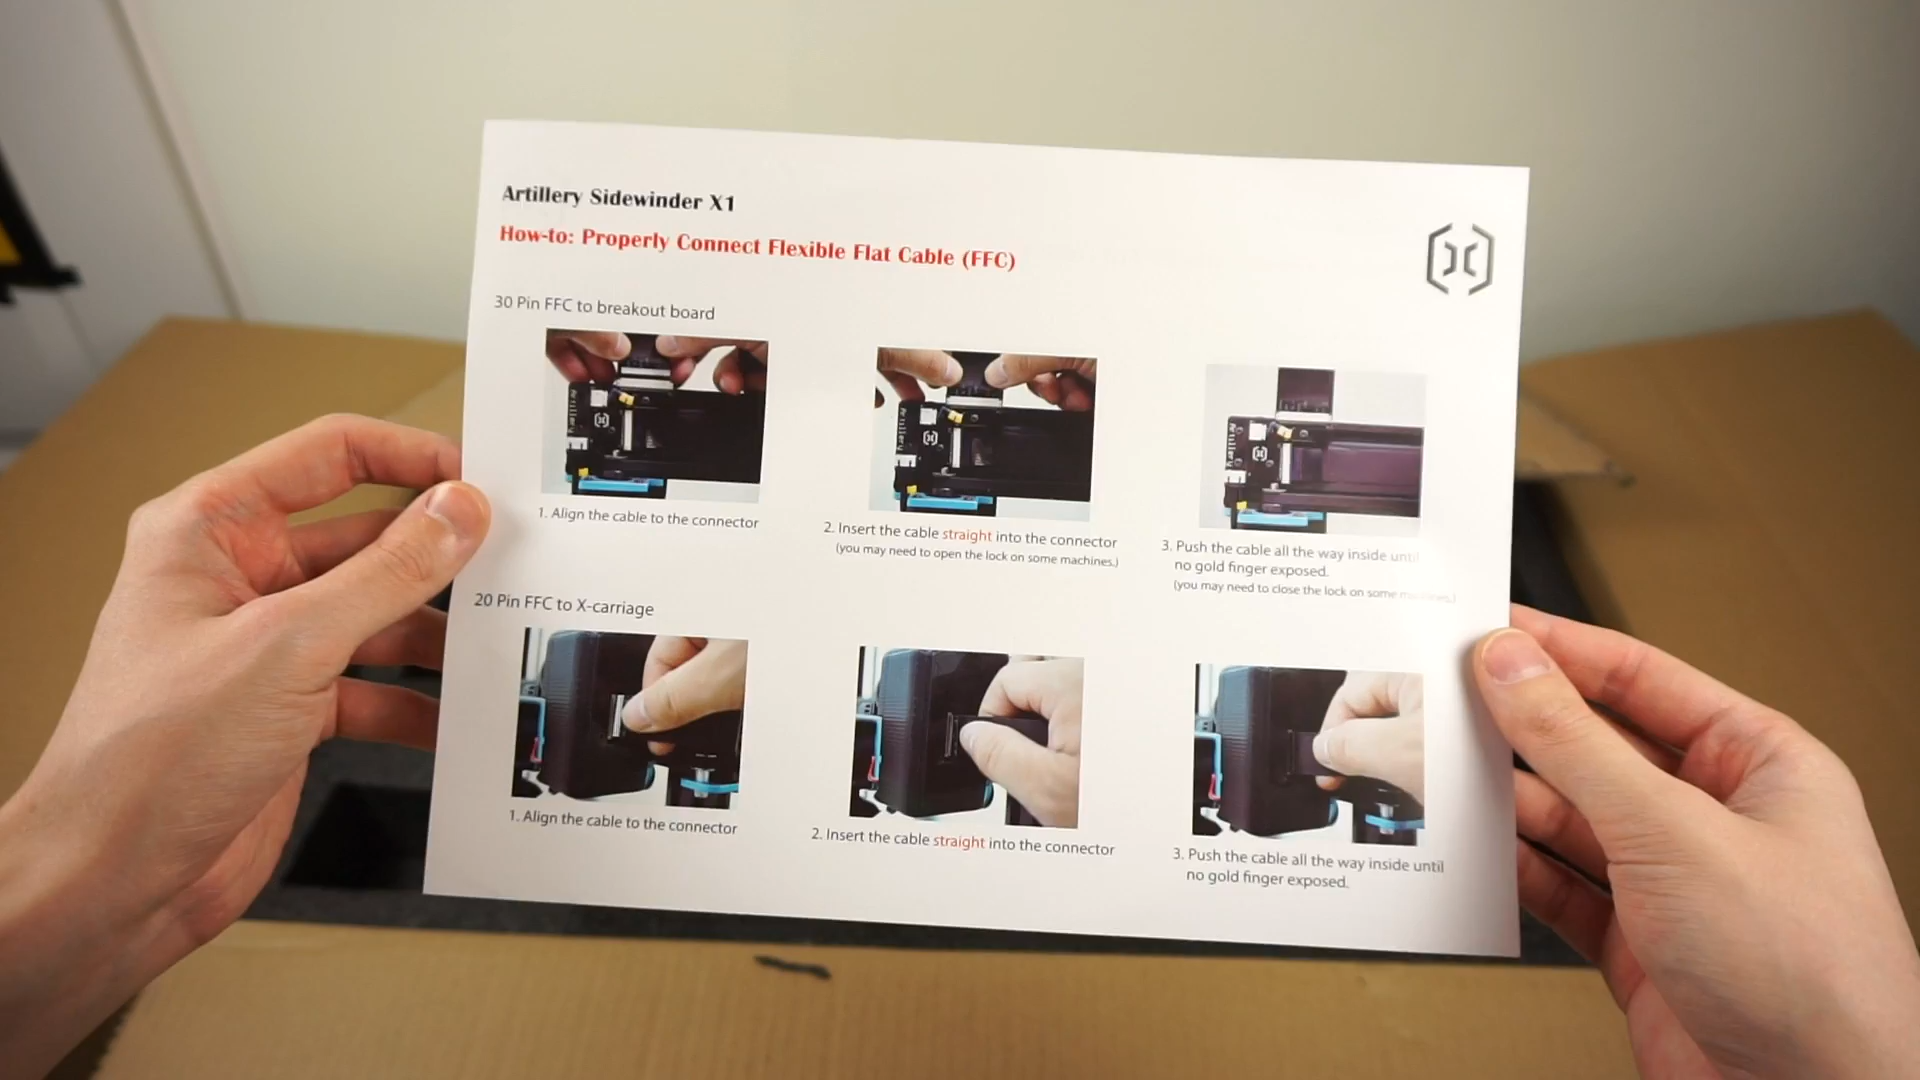 Artillery Sidewinder X1
How-to: Properly Connect Flexible Flat Cable (FFC)
30 Pin FFC to breakout board
1. Align the cable to the connector
2. Insert the cable straight into the connector
(you may need to open the lock on some machines.)
3. Push the cable all the way inside until
no gold finger exposed.
(you may need to close the lock on some machines.)
20 Pin FFC to X-carriage
1. Align the cable to the connector
2. Insert the cable straight into the connector
3. Push the cable all the way inside until
no gold finger exposed.
Artillery
Artillery
Artillery